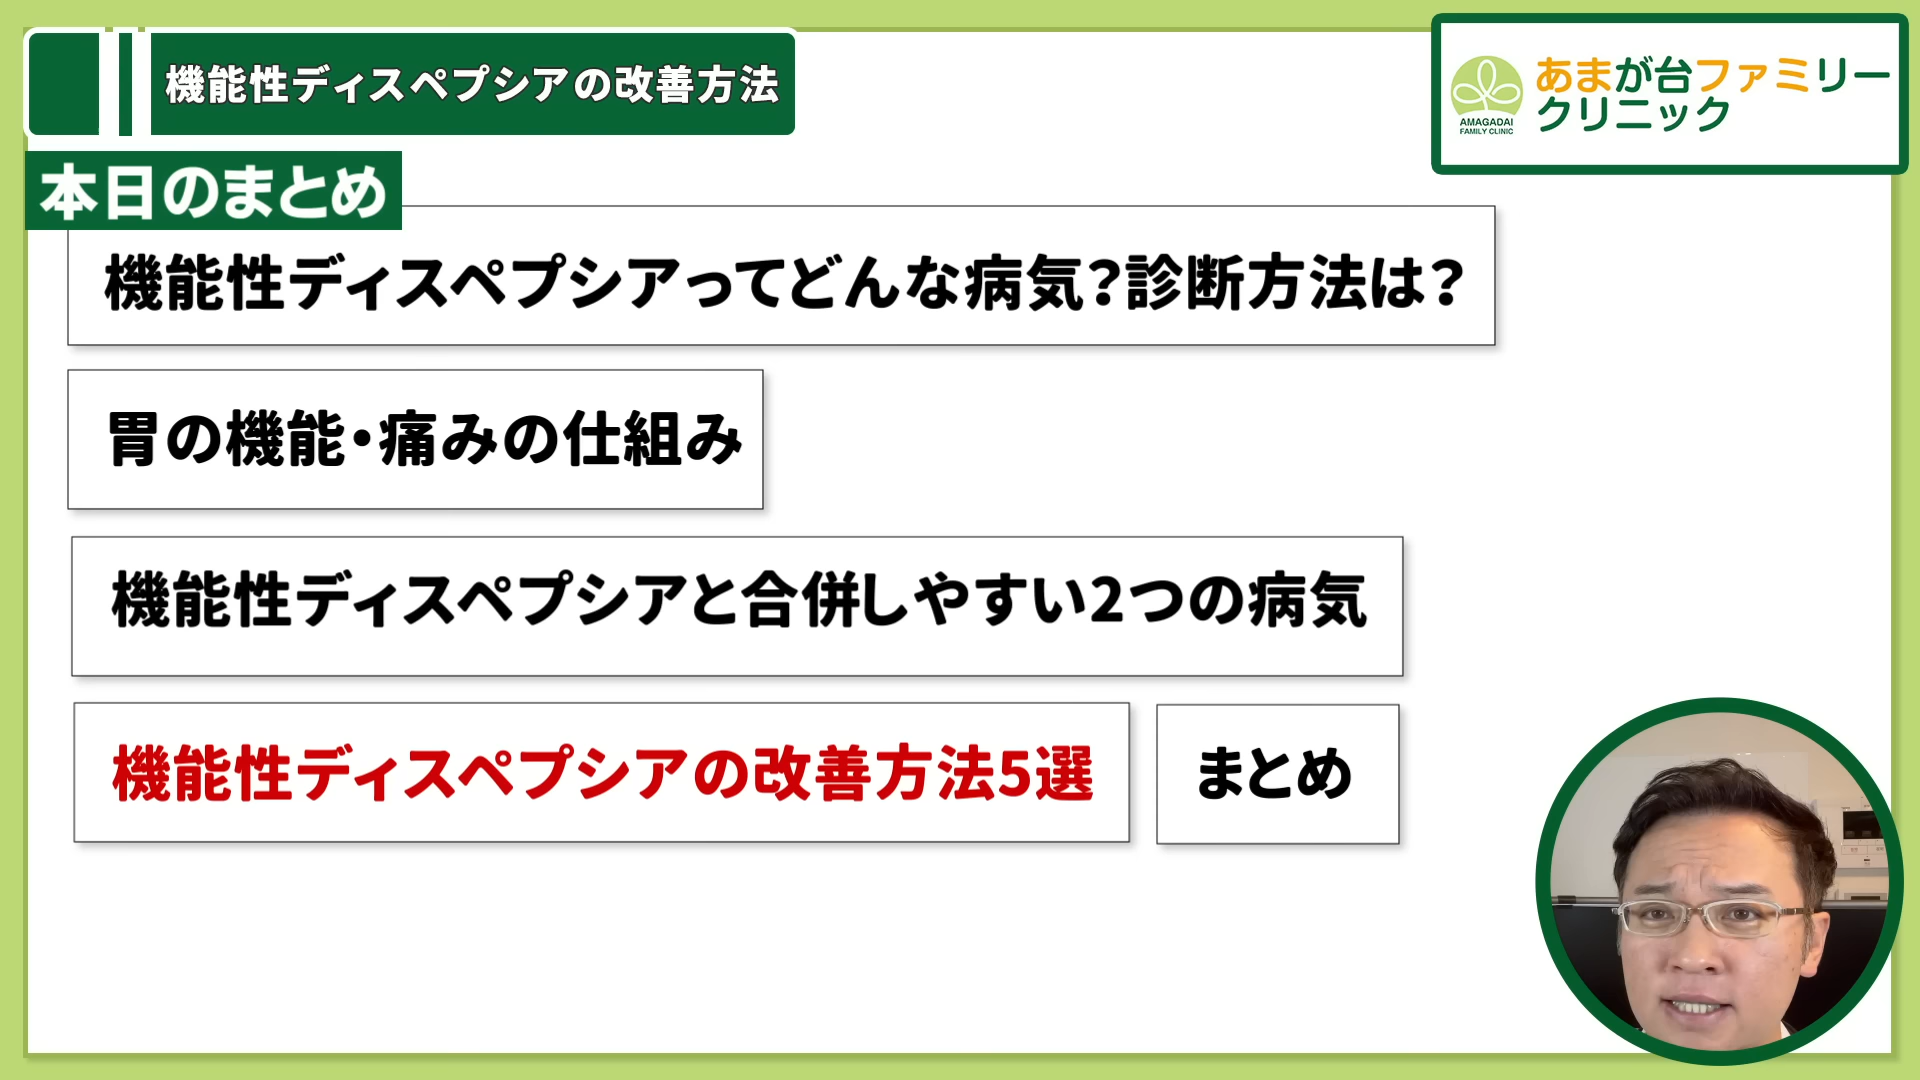 機能性ディスペプシアの改善方法
AMAGADAI
FAMILY CLINIC
あまが台ファミリー
クリニック
本日のまとめ
機能性ディスペプシアってどんな病気?診断方法は?
胃の機能・痛みの仕組み
機能性ディスペプシアと合併しやすい2つの病気
機能性ディスペプシアの改善方法5選
まとめ